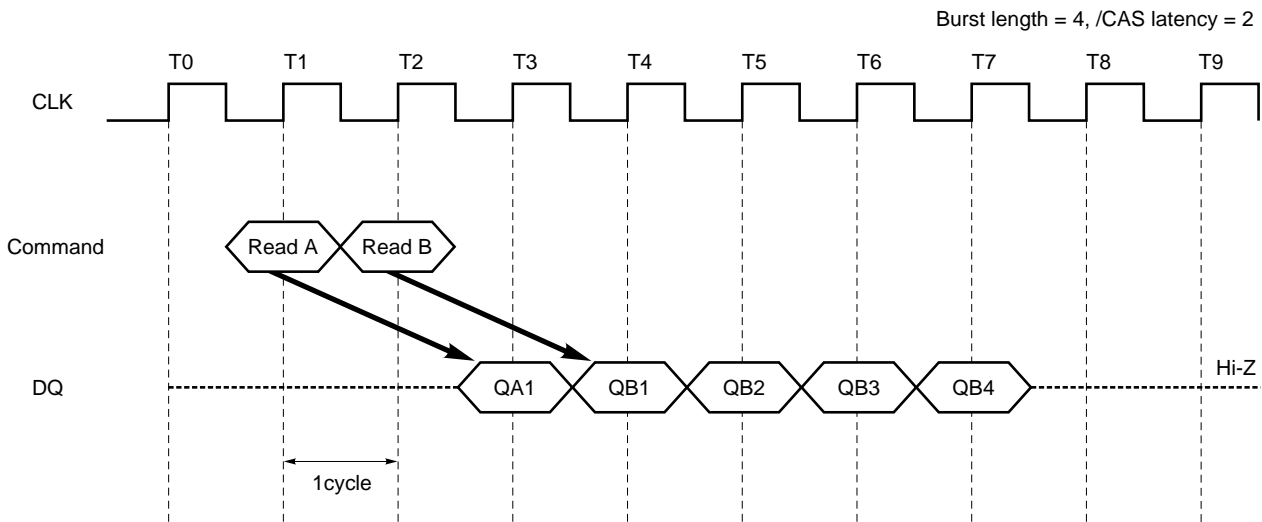 Burst length = 4, /CAS latency = 2
T0 T1 T2 T3 T4 T5 T6 T7 T8 T9
CLK
Command Read A Read B
Hi-Z
DQ QA1 QB1 QB2 QB3 QB4
1cycle